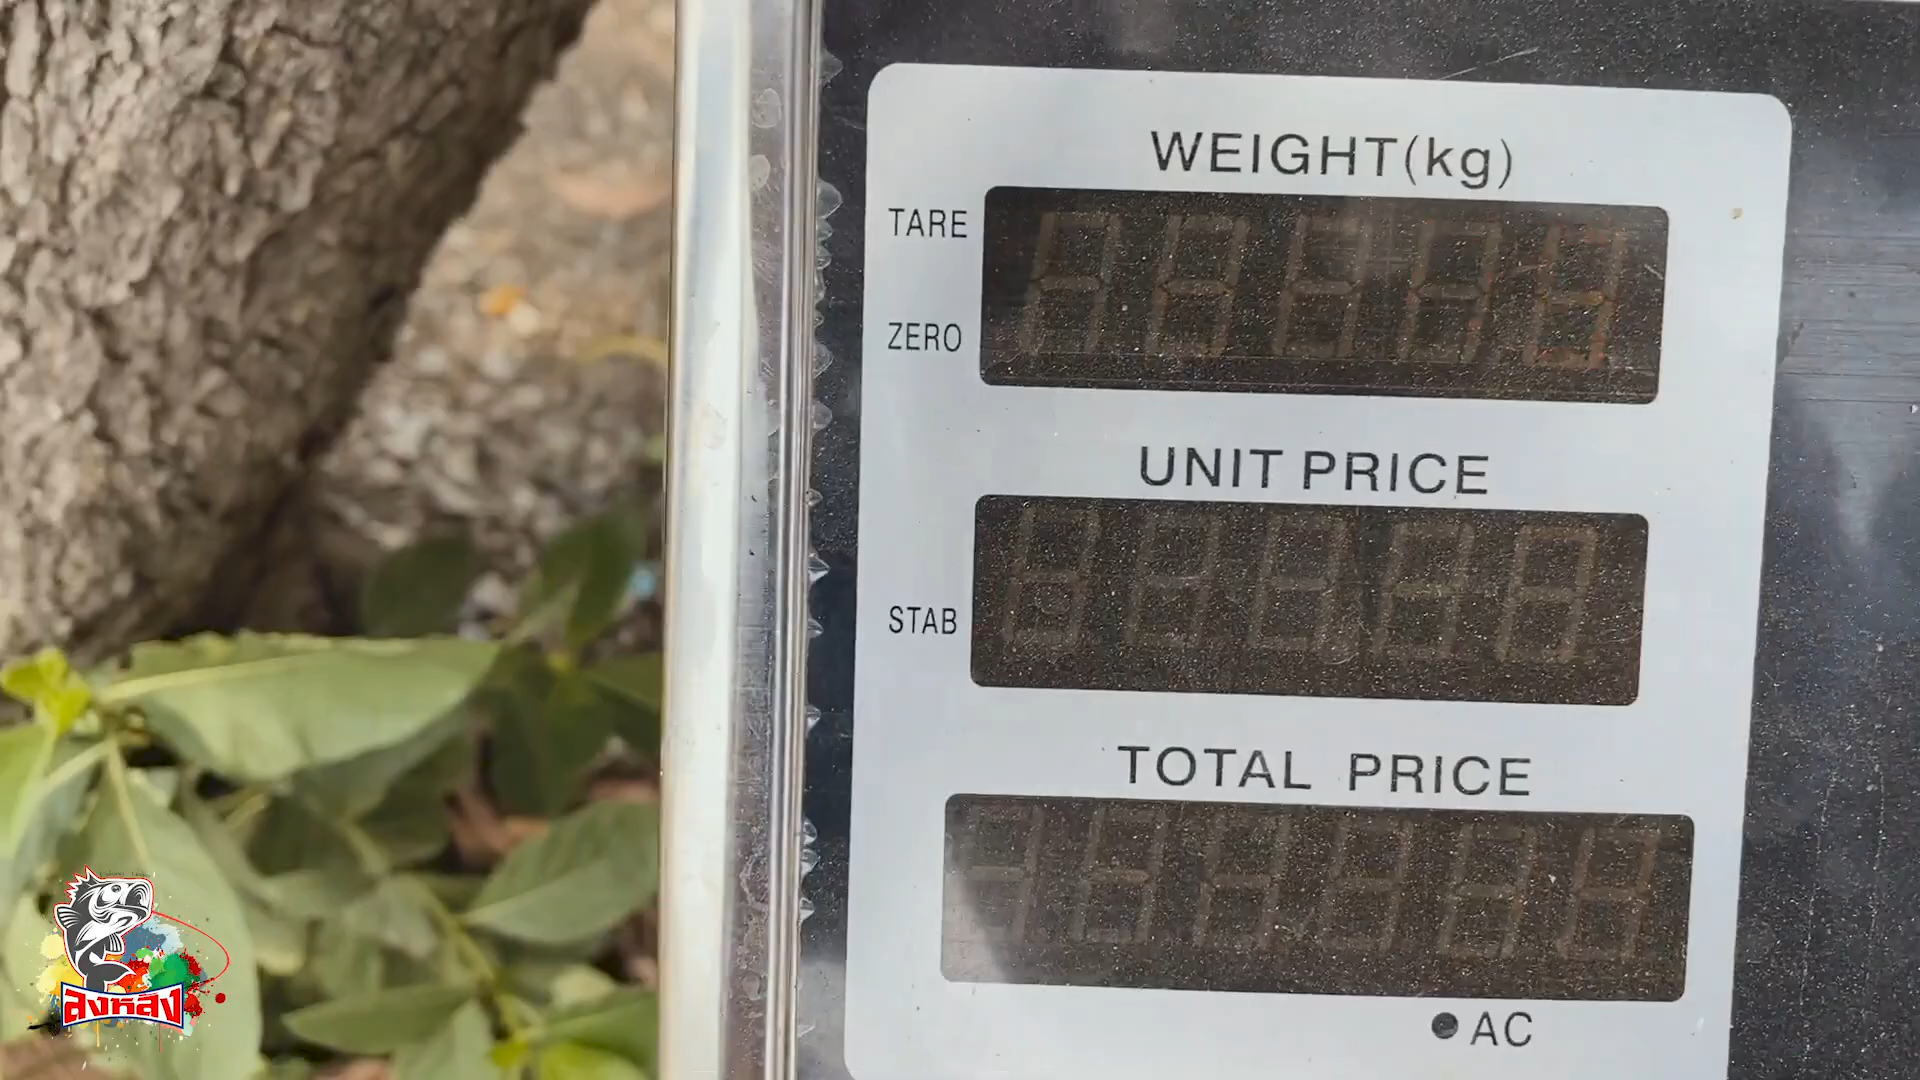 WEIGHT(kg)
TARE
ZERO
UNIT PRICE
STAB
TOTAL PRICE
AC